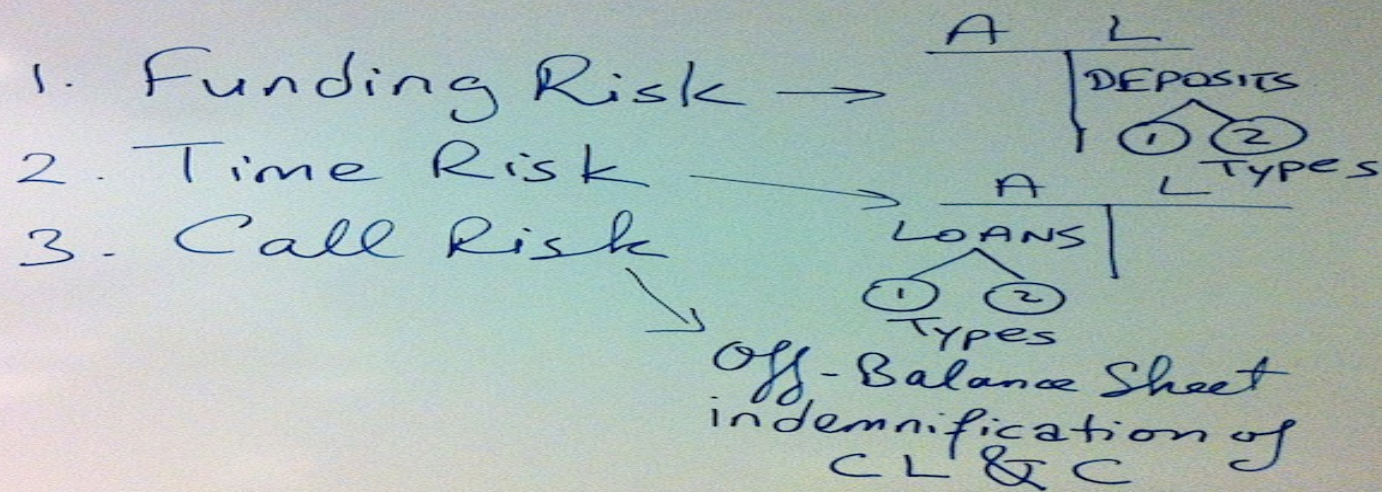 1. Funding Risk →
A L
DEPOSITS
1 2
Types
2. Time Risk →
A L
LOANS
1 2
Types
3. Call Risk
Off-Balance Sheet
indemnification of
CL & C